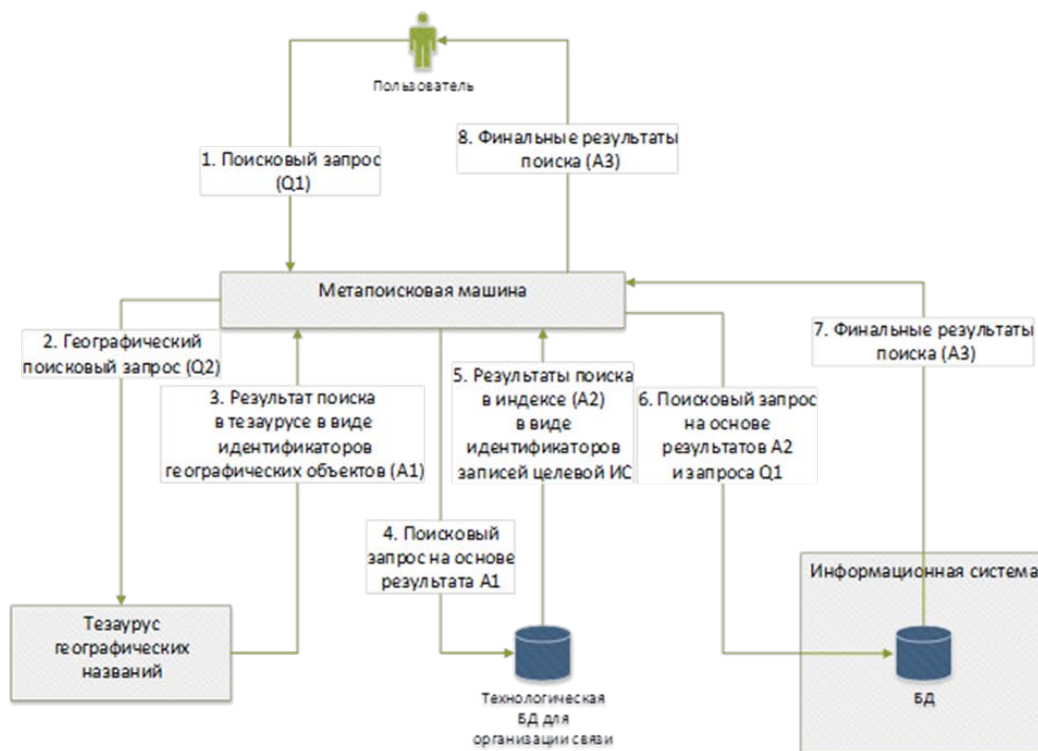 Пользователь
1. Поисковый запрос
(Q1)
8. Финальные результаты
поиска (А3)
Метапоисковая машина
2. Географический
поисковый запрос (Q2)
3. Результат поиска
в тезаурусе в виде
идентификаторов
географических объектов (А1)
5. Результаты поиска
в индексе (А2)
в виде
идентификаторов
записей целевой ИС
6. Поисковый запрос
на основе
результатов А2
и запроса Q1
7. Финальные результаты
поиска (А3)
4. Поисковый
запрос на основе
результата А1
Тезаурус
географических
названий
Технологическая
БД для
организации связи
Информационная система
БД